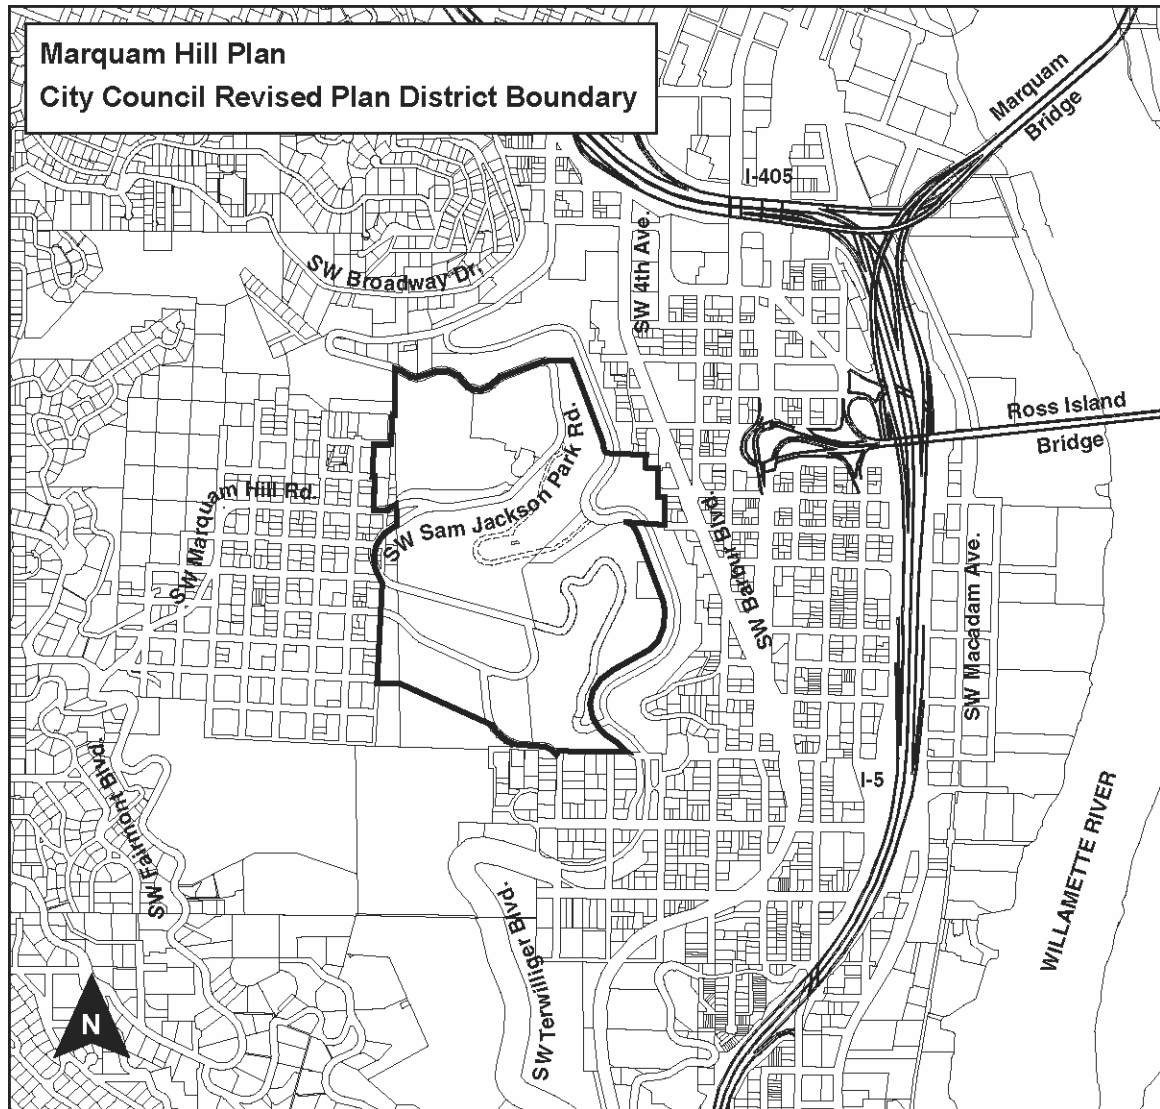 Marquam Hill Plan
City Council Revised Plan District Boundary
Marquam
Bridge
I-405
SW Broadway Dr.
SW 4th Ave.
Ross Island
Bridge
SW Sam Jackson Park Rd.
SW Marquam Hill Rd.
SW Barbur Blvd.
SW Macadam Ave.
SW Fairmont Blvd.
I-5
WILLAMETTE RIVER
SW Terwilliger Blvd.
N